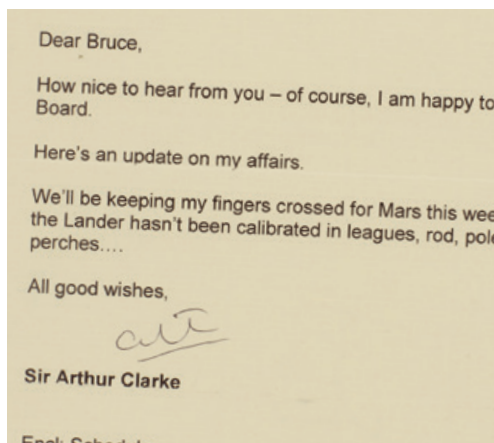 Dear Bruce,
How nice to hear from you – of course, I am happy to
Board.
Here's an update on my affairs.
We'll be keeping my fingers crossed for Mars this
the Lander hasn't been calibrated in leagues, rod,
perches....
All good wishes,
Sir Arthur Clarke